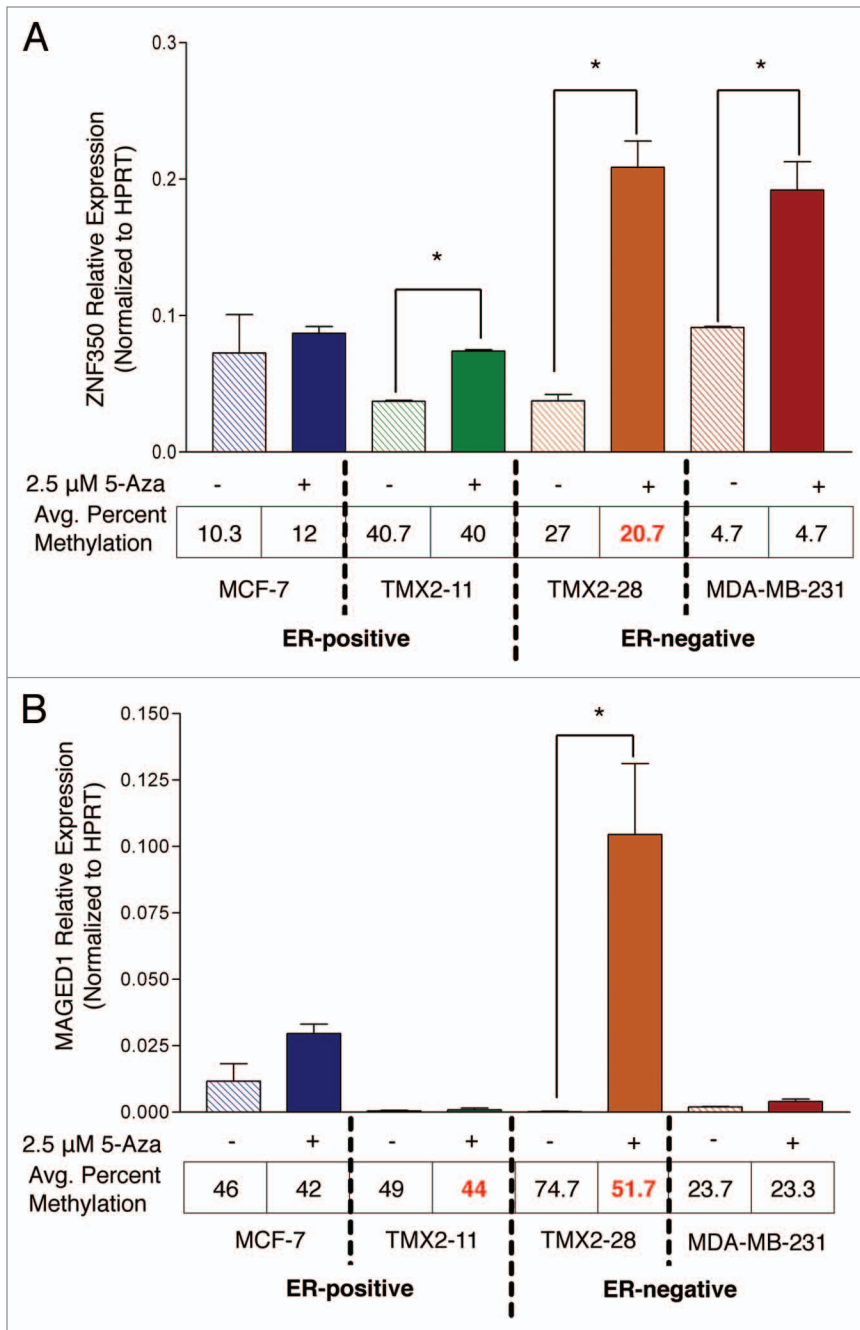 A
0.3
*
*
0.2
*
0.1
0.0
ZNF350 Relative Expression
(Normalized to HPRT)
2.5 µM 5-Aza - + - + - + - +
Avg. Percent
Methylation
10.3 12 40.7 40 27 20.7 4.7 4.7
MCF-7 TMX2-11 TMX2-28 MDA-MB-231
ER-positive ER-negative
B
0.150
*
0.125
0.100
0.075
0.050
0.025
0.000
MAGED1 Relative Expression
(Normalized to HPRT)
2.5 µM 5-Aza - + - + - + - +
Avg. Percent
Methylation
46 42 49 44 74.7 51.7 23.7 23.3
MCF-7 TMX2-11 TMX2-28 MDA-MB-231
ER-positive ER-negative